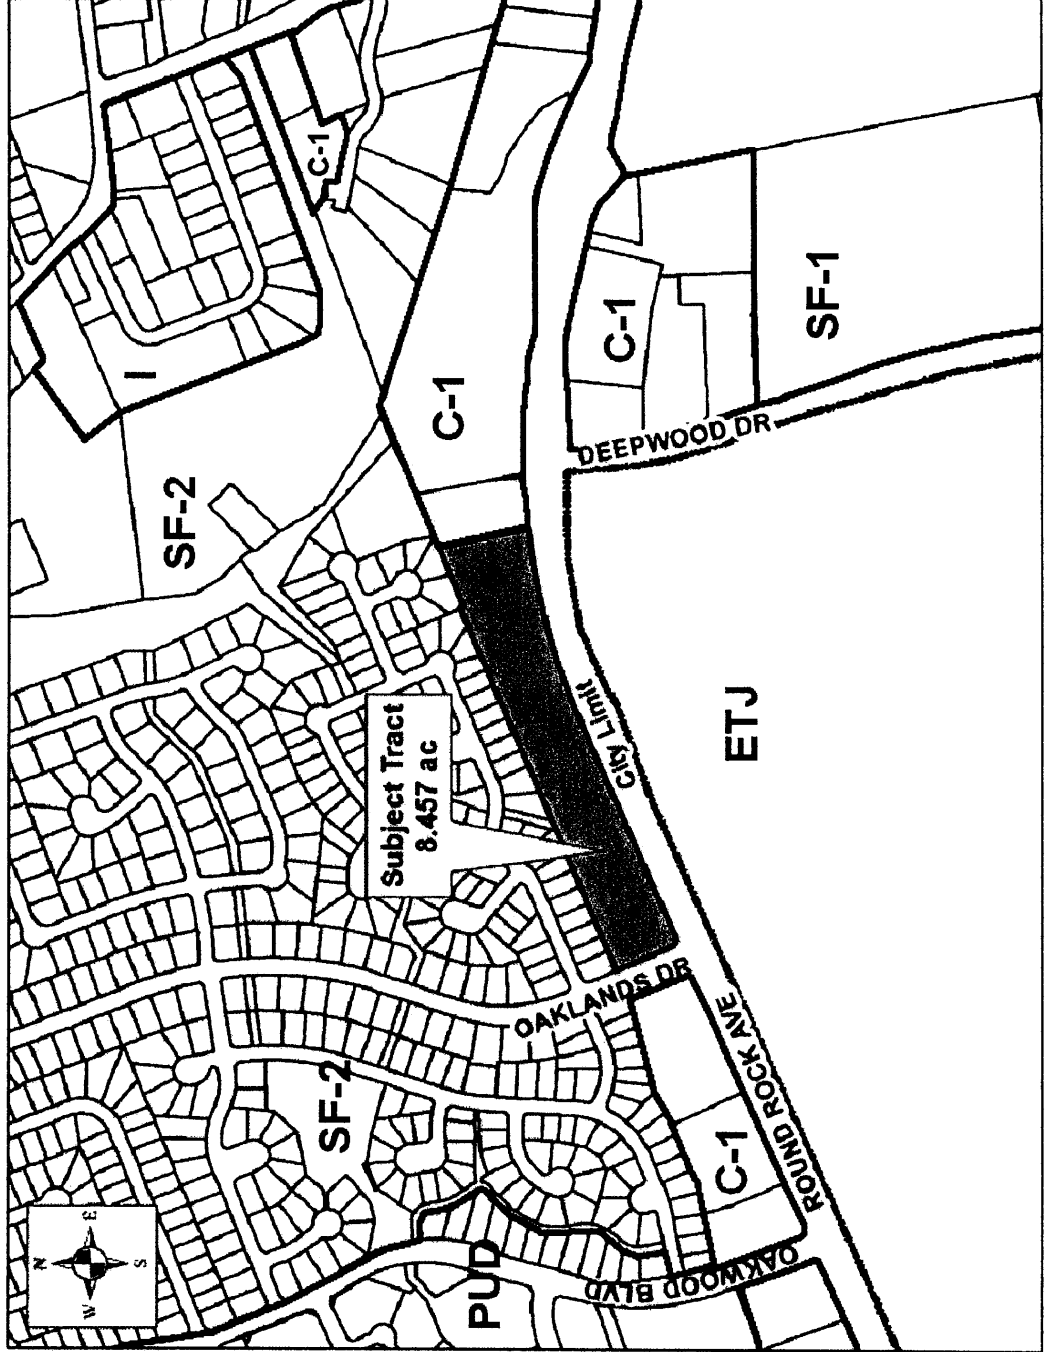 N
W
E
S
SF-2
I
C-1
C-1
C-1
SF-1
DEEPWOOD DR
Subject Tract
8.457 ac
City Limit
ETJ
OAKLANDS DR
SF-2
ROUND ROCK AVE
C-1
PUD
OAKWOOD BLVD